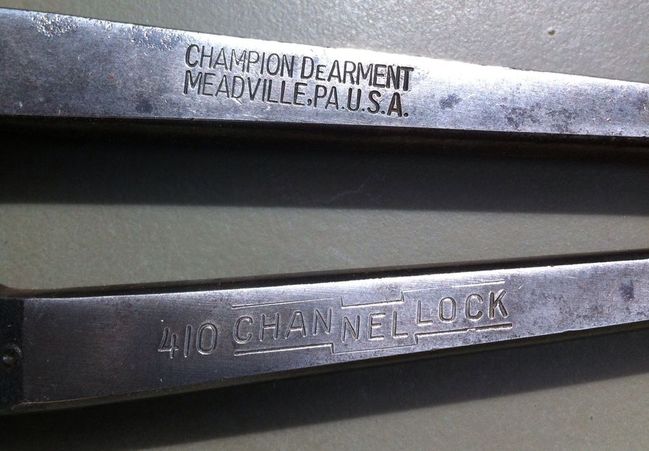 CHAMPION DEARMENT
MEADVILLE, PA. U.S.A.
410 CHANNELLOCK